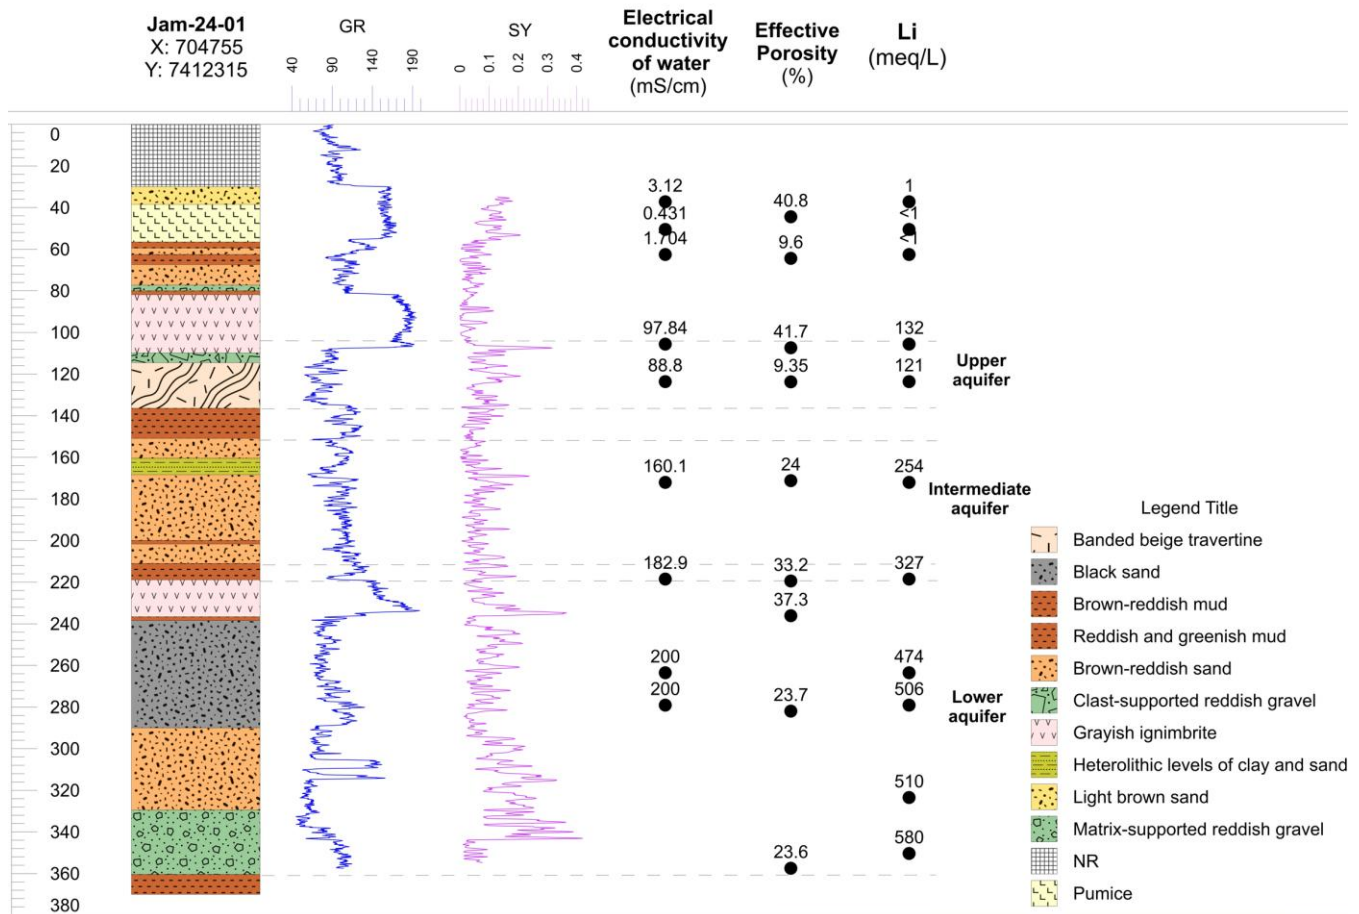 Jam-24-01
X: 704755
Y: 7412315
GR
40 90 140 190
SY
0 0.1 0.2 0.3 0.4
Electrical
conductivity
of water
(mS/cm)
Effective
Porosity
(%)
Li
(meq/L)
0
20
40
60
80
100
120
140
160
180
200
220
240
260
280
300
320
340
360
380
3.12
0.431
1.704
97.84
88.8
160.1
182.9
200
200
40.8
9.6
41.7
9.35
24
33.2
37.3
23.7
23.6
1
<1
<1
132
121
254
327
474
506
510
580
Upper
aquifer
Intermediate
aquifer
Lower
aquifer
Legend Title
Banded beige travertine
Black sand
Brown-reddish mud
Reddish and greenish mud
Brown-reddish sand
Clast-supported reddish gravel
Grayish ignimbrite
Heterolithic levels of clay and sand
Light brown sand
Matrix-supported reddish gravel
NR
Pumice